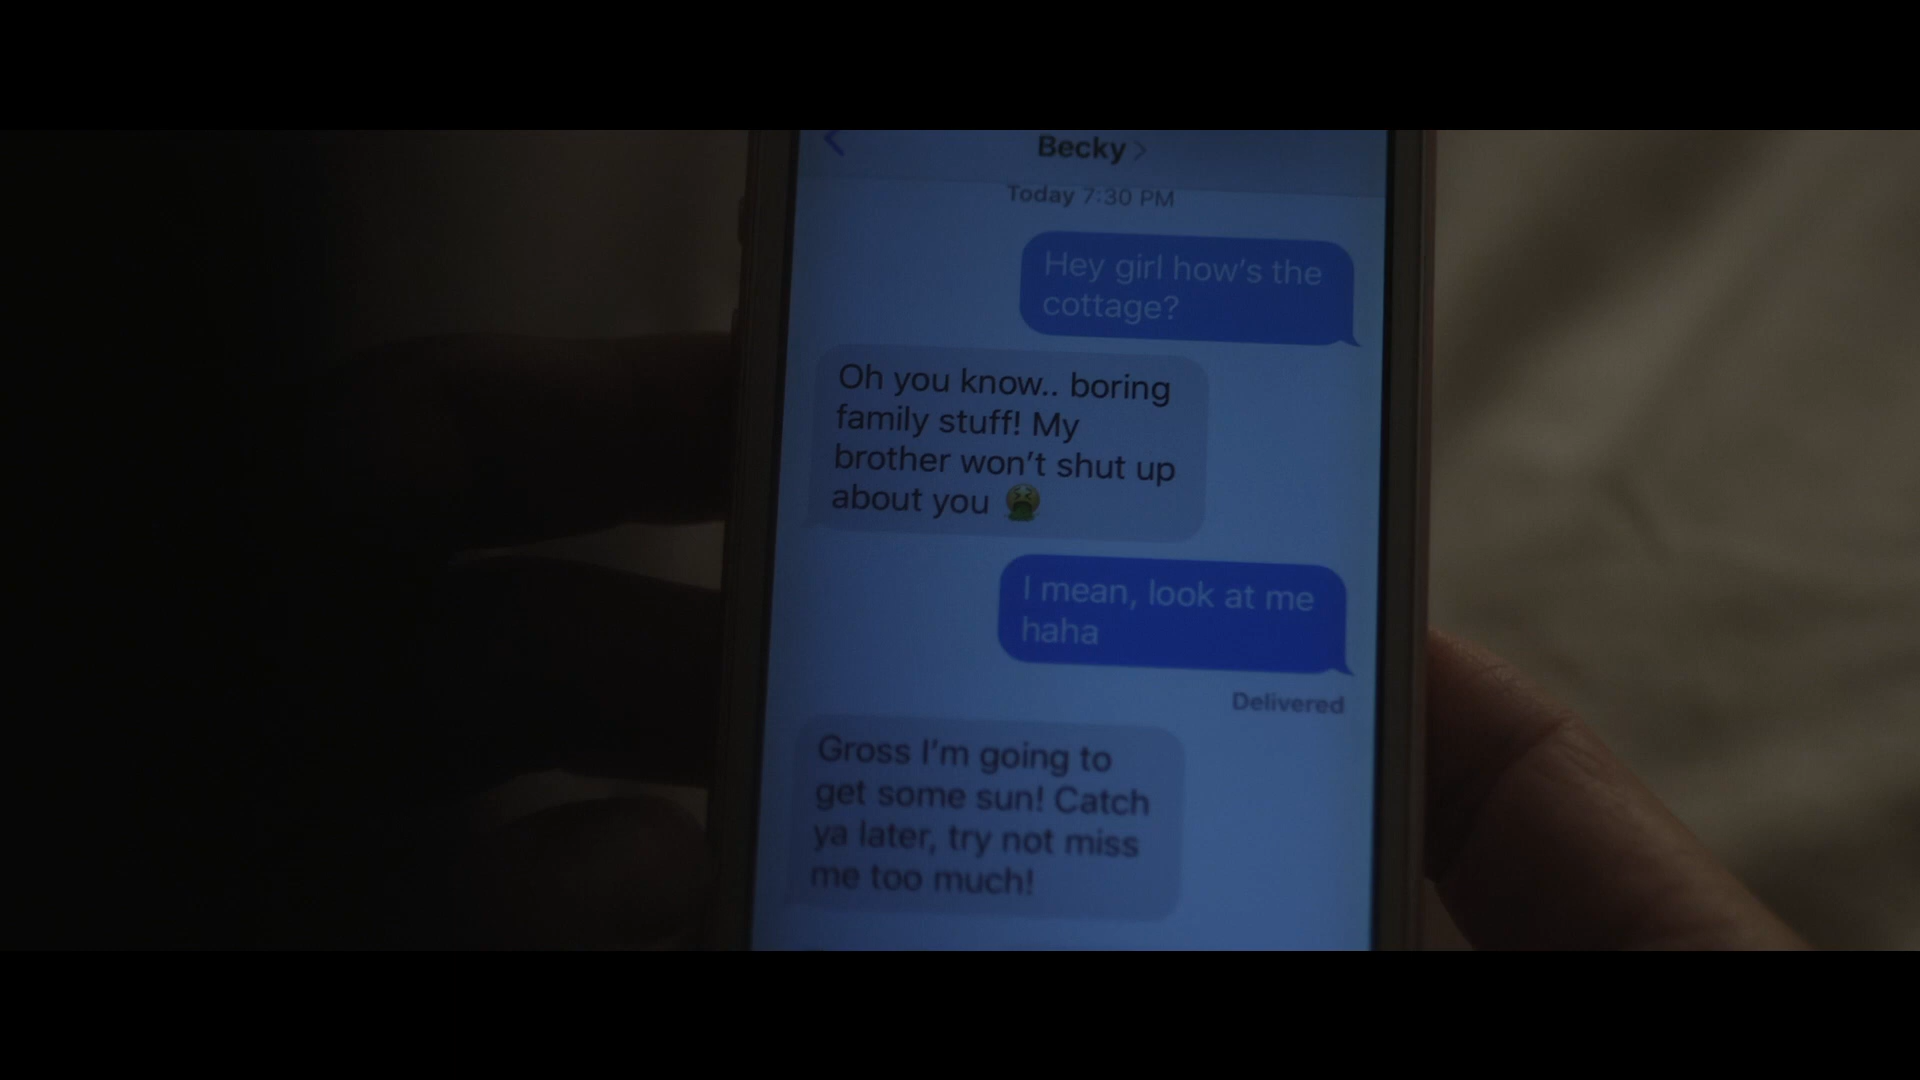 Becky
Today 7:30 PM
Hey girl how's the
cottage?
Oh you know.. boring
family stuff! My
brother won't shut up
about you 🤮
I mean, look at me
haha
Delivered
Gross I'm going to
get some sun! Catch
ya later, try not miss
me too much!